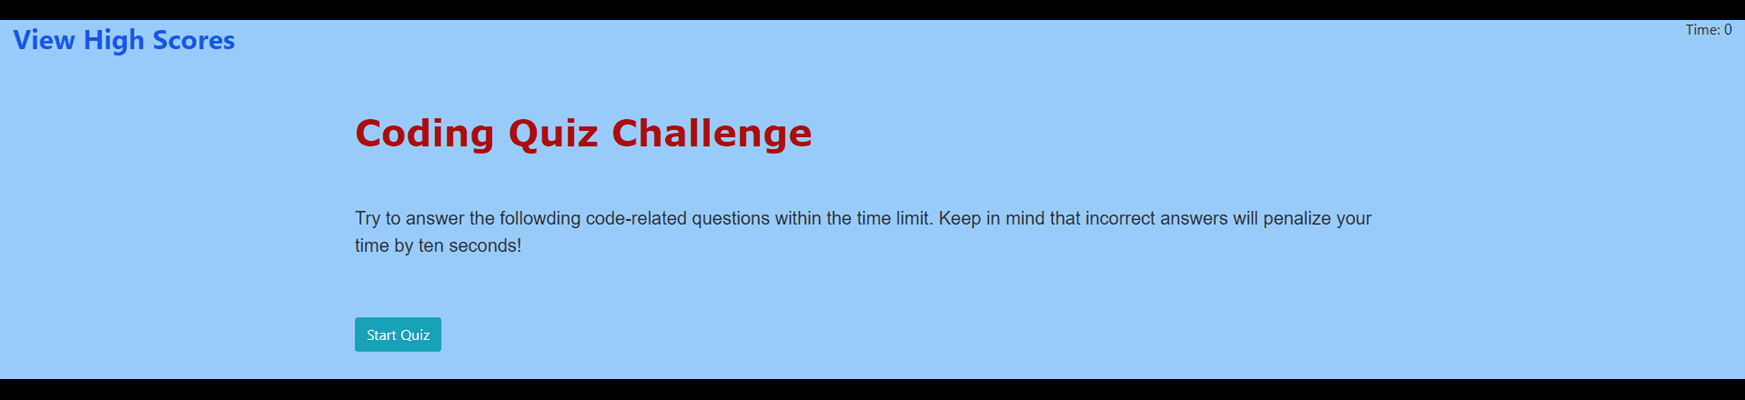 View High Scores
Time: 0
Coding Quiz Challenge
Try to answer the followding code-related questions within the time limit. Keep in mind that incorrect answers will penalize your
time by ten seconds!
Start Quiz